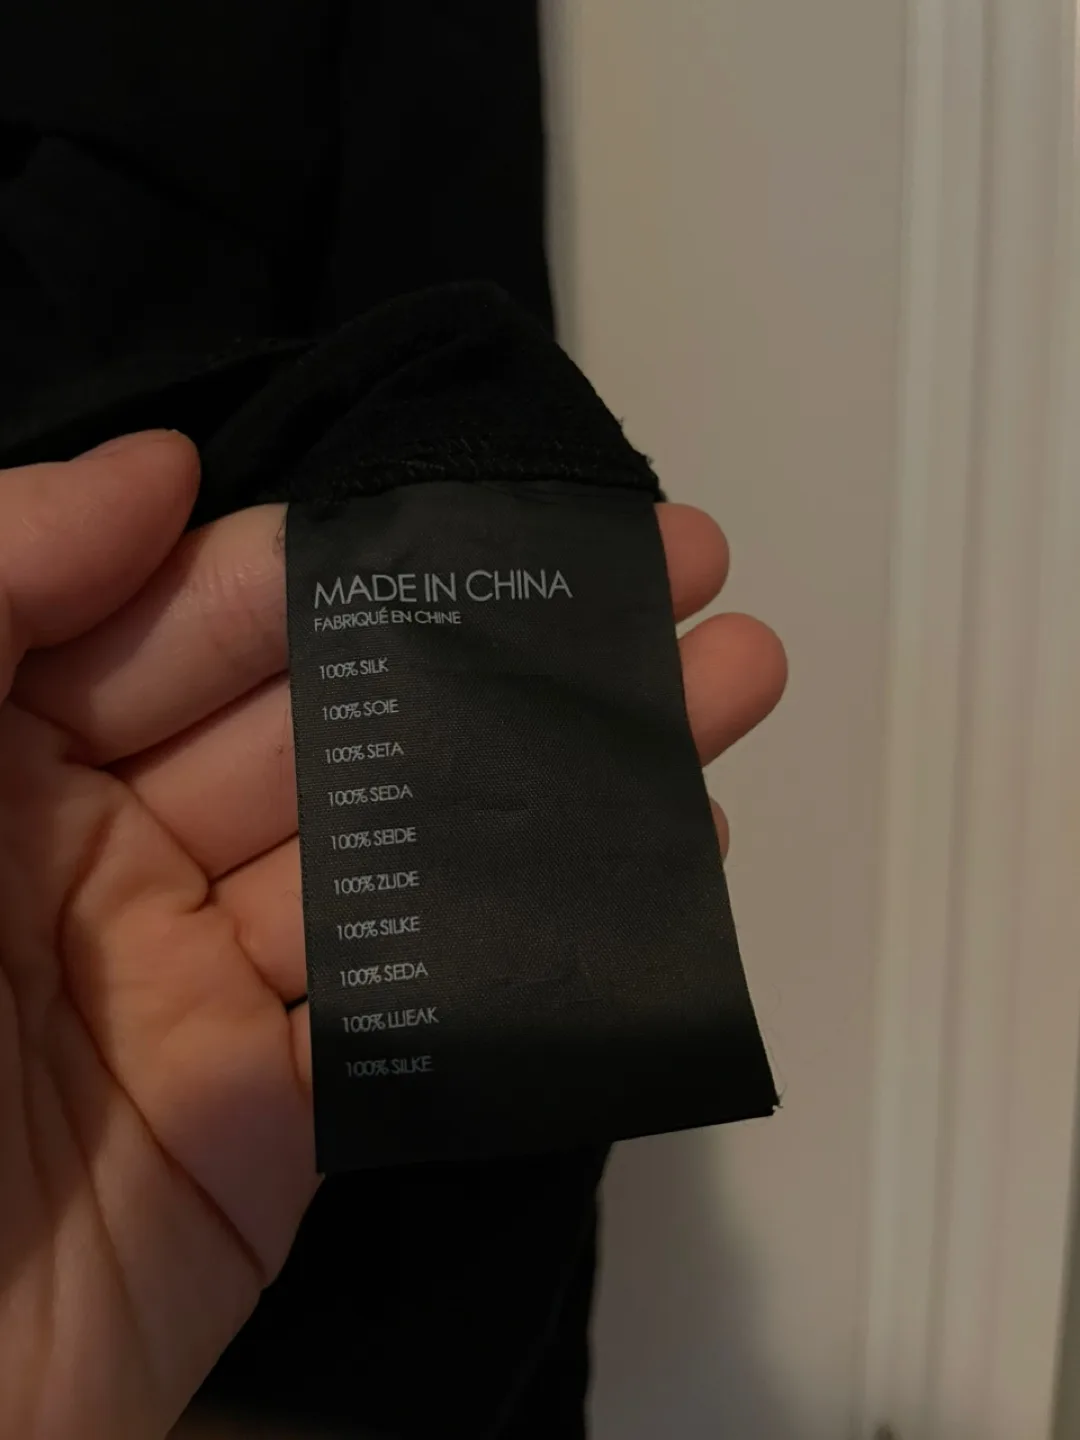 MADE IN CHINA
FABRIQUÉ EN CHINE
100% SILK
100% SOIE
100% SETA
100% SEDA
100% SEIDE
100% ZIJDE
100% SILKE
100% SEDA
100% ШЕЛК
100% SILKE